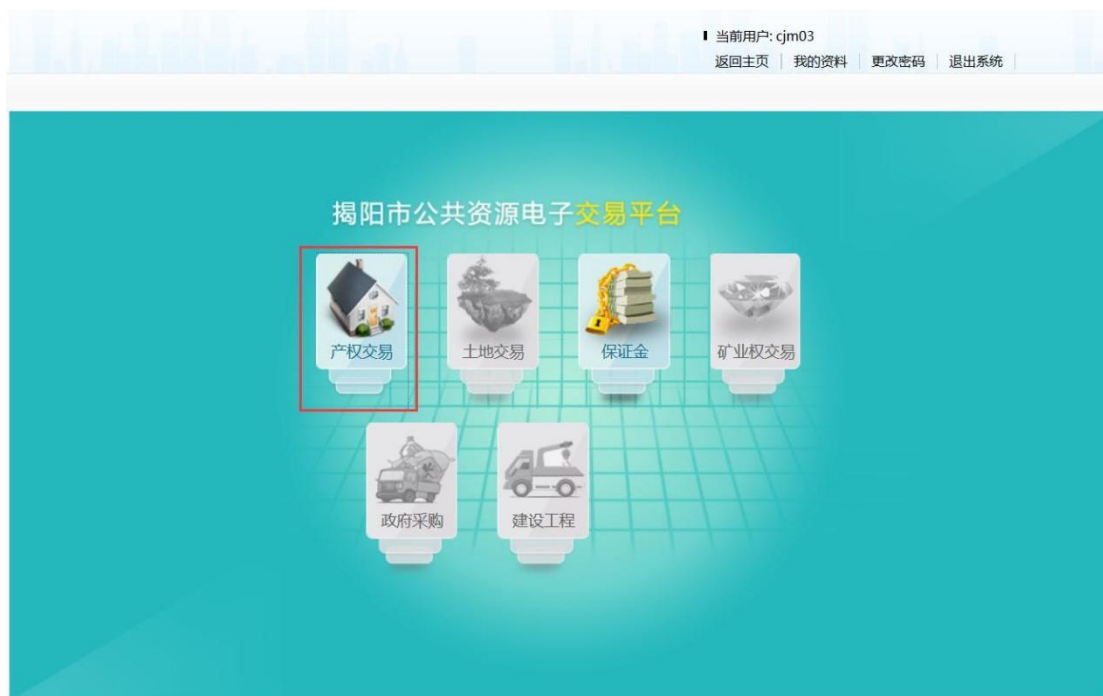 当前用户: cjm03
返回主页 我的资料 更改密码 退出系统
揭阳市公共资源电子交易平台
产权交易 土地交易 保证金 矿业权交易
政府采购 建设工程